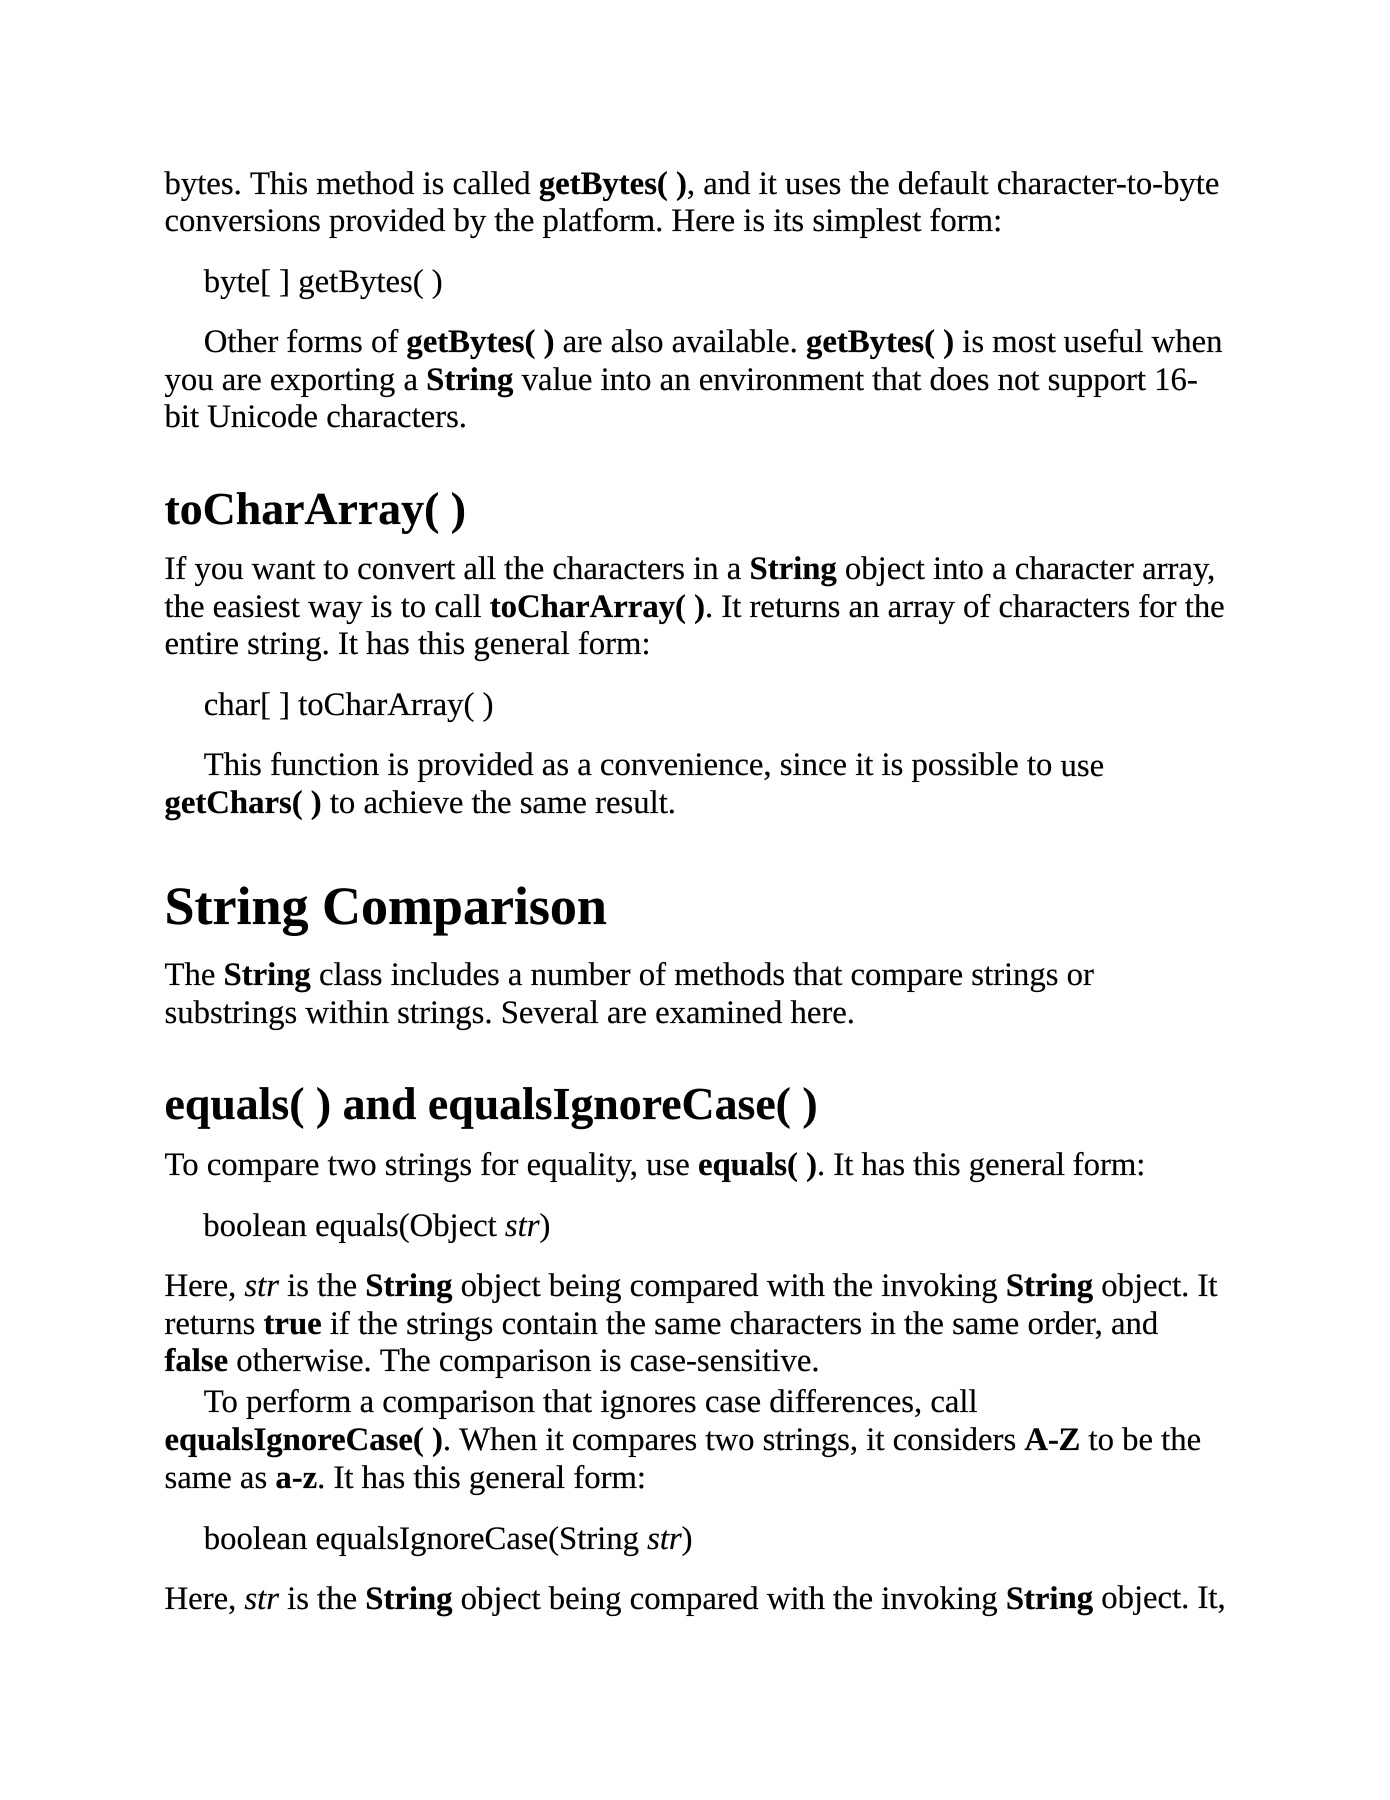 bytes. This method is called getBytes( ), and it uses the default character-to-byte
conversions provided by the platform. Here is its simplest form:
byte[ ] getBytes( )
Other forms of getBytes( ) are also available. getBytes( ) is most useful when
you are exporting a String value into an environment that does not support 16-
bit Unicode characters.
toCharArray( )
If you want to convert all the characters in a String object into a character array,
the easiest way is to call toCharArray( ). It returns an array of characters for the
entire string. It has this general form:
char[ ] toCharArray( )
This function is provided as a convenience, since it is possible to use
getChars( ) to achieve the same result.
String Comparison
The String class includes a number of methods that compare strings or
substrings within strings. Several are examined here.
equals( ) and equalsIgnoreCase( )
To compare two strings for equality, use equals( ). It has this general form:
boolean equals(Object str)
Here, str is the String object being compared with the invoking String object. It
returns true if the strings contain the same characters in the same order, and
false otherwise. The comparison is case-sensitive.
To perform a comparison that ignores case differences, call
equalsIgnoreCase( ). When it compares two strings, it considers A-Z to be the
same as a-z. It has this general form:
boolean equalsIgnoreCase(String str)
Here, str is the String object being compared with the invoking String object. It,